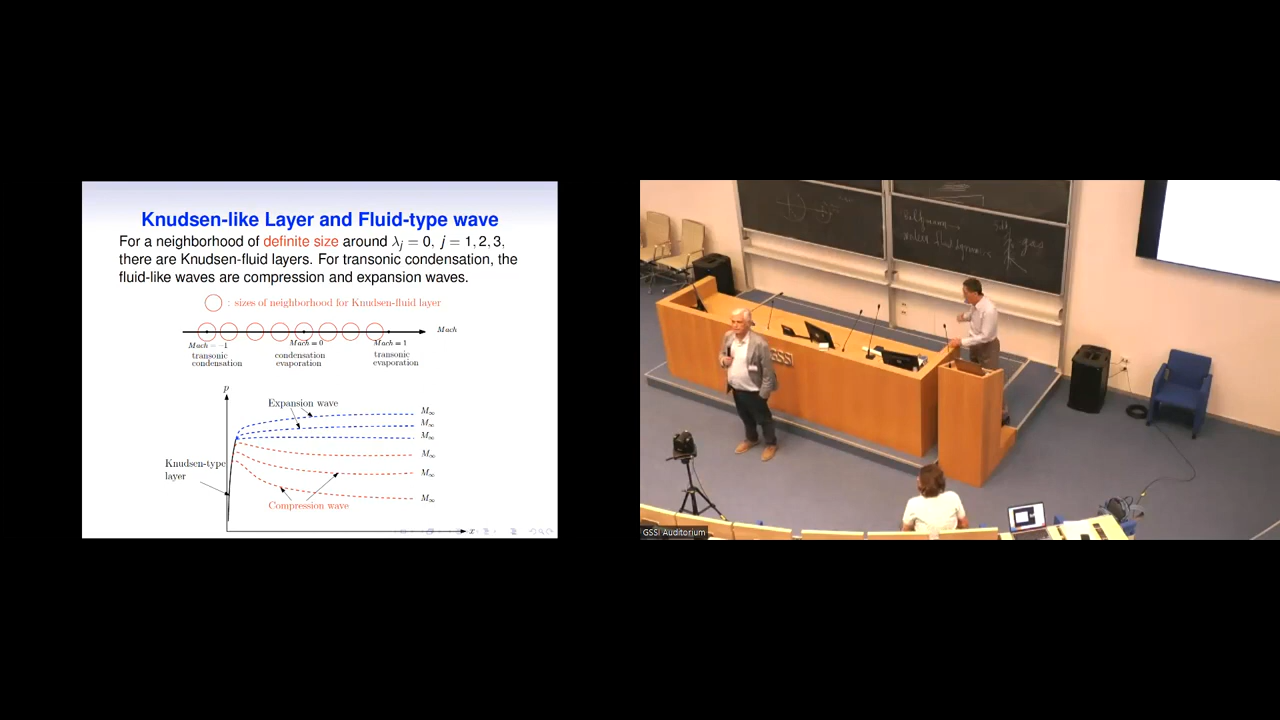 Knudsen-like Layer and Fluid-type wave
For a neighborhood of definite size around λj = 0, j = 1, 2, 3,
there are Knudsen-fluid layers. For transonic condensation, the
fluid-like waves are compression and expansion waves.
: sizes of neighborhood for Knudsen-fluid layer
Mach
Mach = −1
Mach = 0
Mach = 1
transonic
condensation
condensation
evaporation
transonic
evaporation
p
Expansion wave
M∞
M∞
M∞
M∞
Knudsen-type
layer
M∞
Compression wave
M∞
x
gas
GSSI
GSSI Auditorium